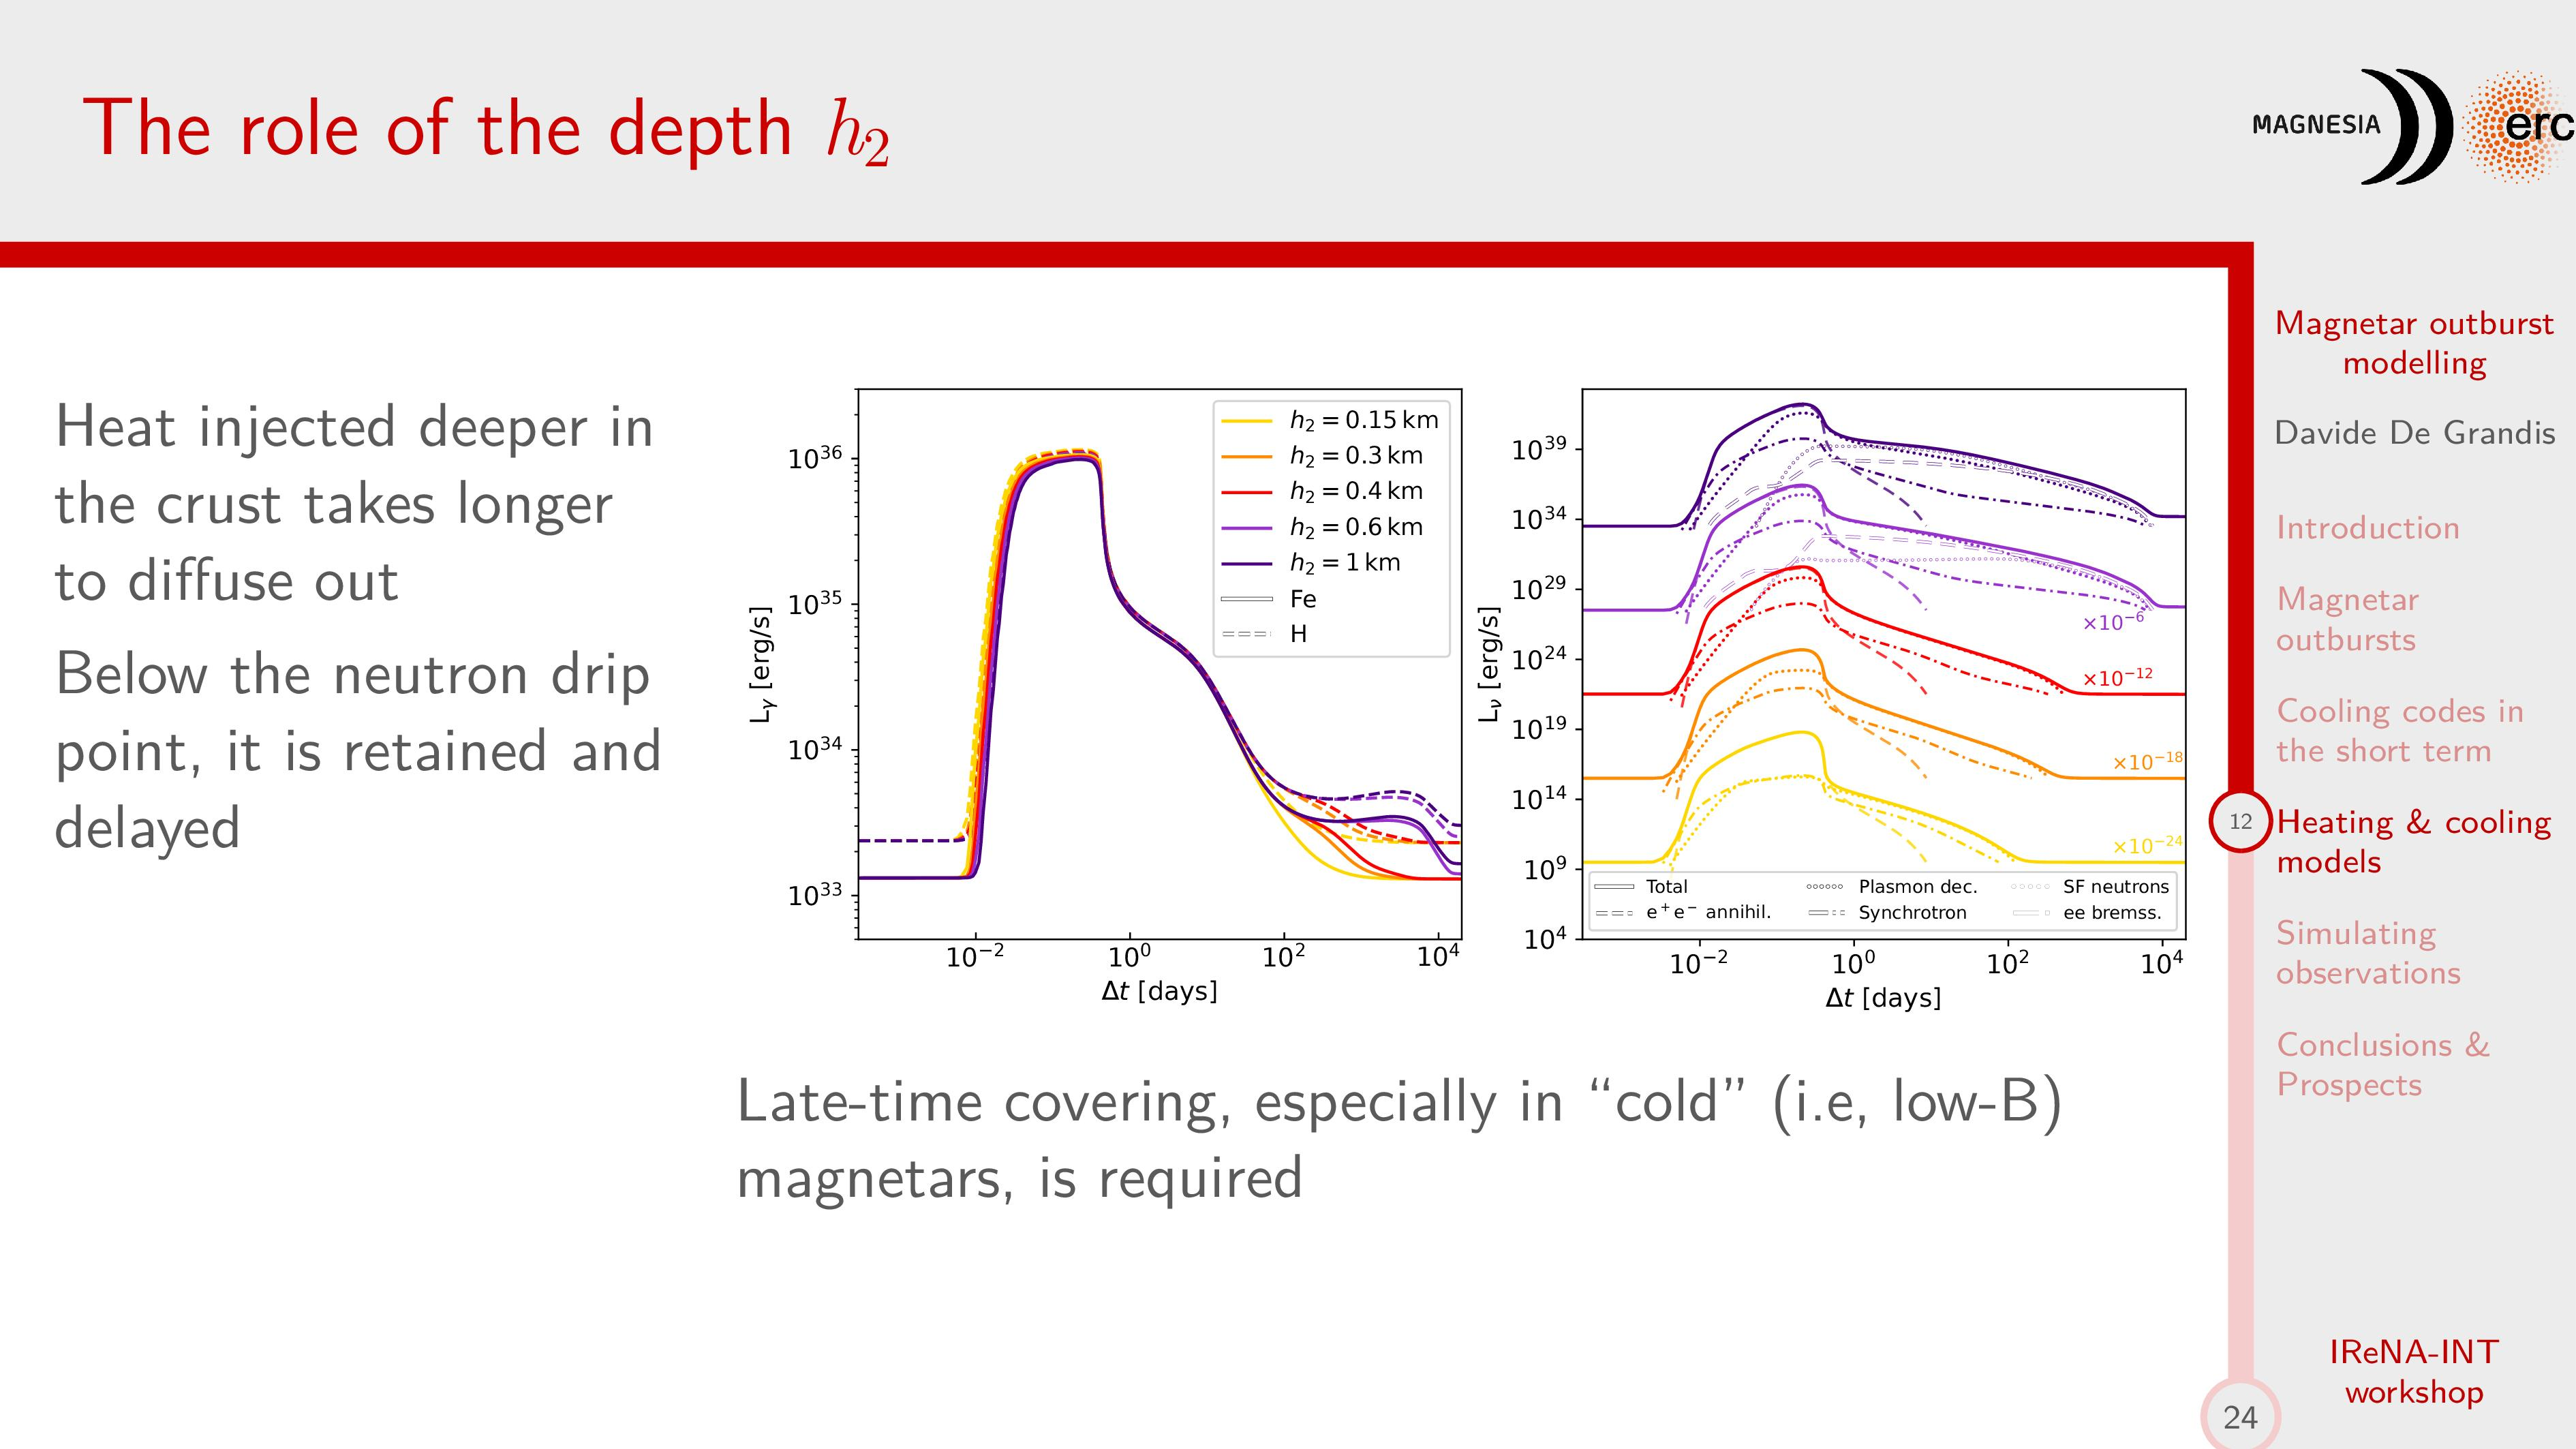 The role of the depth h₂
MAGNESIA
erc
Heat injected deeper in
the crust takes longer
to diffuse out
Below the neutron drip
point, it is retained and
delayed
10³⁶
10³⁵
10³⁴
10³³
Lγ [erg/s]
10⁻²
10⁰
10²
10⁴
Δt [days]
h₂ = 0.15 km
h₂ = 0.3 km
h₂ = 0.4 km
h₂ = 0.6 km
h₂ = 1 km
Fe
H
10³⁹
10³⁴
10²⁹
10²⁴
10¹⁹
10¹⁴
10⁹
10⁴
Lν [erg/s]
×10⁻⁶
×10⁻¹²
×10⁻¹⁸
×10⁻²⁴
Total
Plasmon dec.
SF neutrons
e⁺e⁻ annihil.
Synchrotron
ee bremss.
10⁻²
10⁰
10²
10⁴
Δt [days]
Late-time covering, especially in “cold” (i.e, low-B)
magnetars, is required
Magnetar outburst
modelling
Davide De Grandis
Introduction
Magnetar
outbursts
Cooling codes in
the short term
12
Heating & cooling
models
Simulating
observations
Conclusions &
Prospects
IReNA-INT
workshop
24